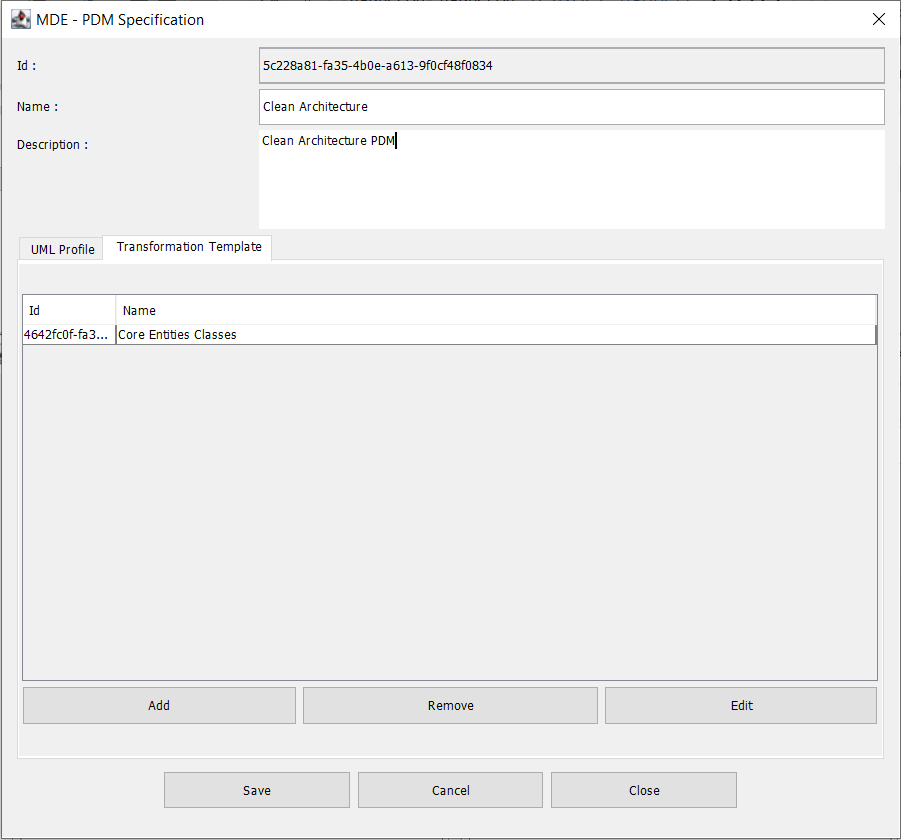 MDE - PDM Specification
Id :
5c228a81-fa35-4b0e-a613-9f0cf48f0834
Name :
Clean Architecture
Description :
Clean Architecture PDM
UML Profile
Transformation Template
Id
Name
4642fc0f-fa3...
Core Entities Classes
Add
Remove
Edit
Save
Cancel
Close